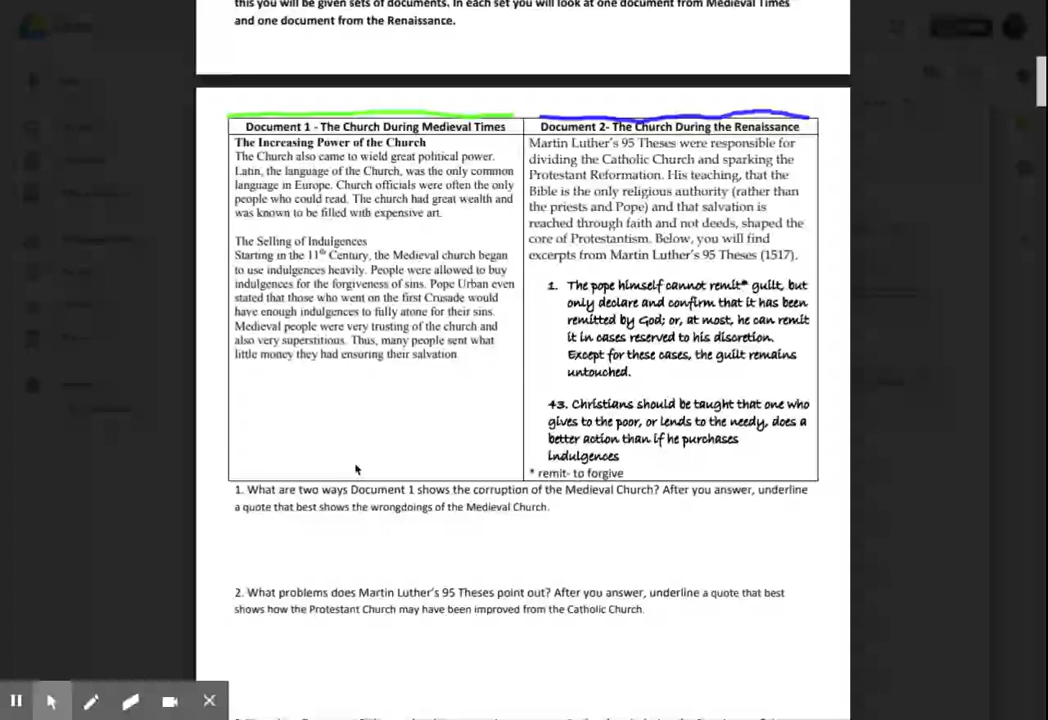 this you will be given sets of documents. In each set you will look at one document from Medieval Times
and one document from the Renaissance.
Document 1 - The Church During Medieval Times
The Increasing Power of the Church
The Church also came to wield great political power.
Latin, the language of the Church, was the only common
language in Europe. Church officials were often the only
people who could read. The church had great wealth and
was known to be filled with expensive art.
The Selling of Indulgences
Starting in the 11th Century, the Medieval church began
to use indulgences heavily. People were allowed to buy
indulgences for the forgiveness of sins. Pope Urban even
stated that those who went on the first Crusade would
have enough indulgences to fully atone for their sins.
Medieval people were very trusting of the church and
also very superstitious. Thus, many people sent what
little money they had ensuring their salvation
Document 2- The Church During the Renaissance
Martin Luther's 95 Theses were responsible for
dividing the Catholic Church and sparking the
Protestant Reformation. His teaching, that the
Bible is the only religious authority (rather than
the priests and Pope) and that salvation is
reached through faith and not deeds, shaped the
core of Protestantism. Below, you will find
excerpts from Martin Luther's 95 Theses (1517).
1. The pope himself cannot remit* guilt, but
only declare and confirm that it has been
remitted by God; or, at most, he can remit
it in cases reserved to his discretion.
Except for these cases, the guilt remains
untouched.
43. Christians should be taught that one who
gives to the poor, or lends to the needy, does a
better action than if he purchases
indulgences
* remit- to forgive
1. What are two ways Document 1 shows the corruption of the Medieval Church? After you answer, underline
a quote that best shows the wrongdoings of the Medieval Church.
2. What problems does Martin Luther's 95 Theses point out? After you answer, underline a quote that best
shows how the Protestant Church may have been improved from the Catholic Church.